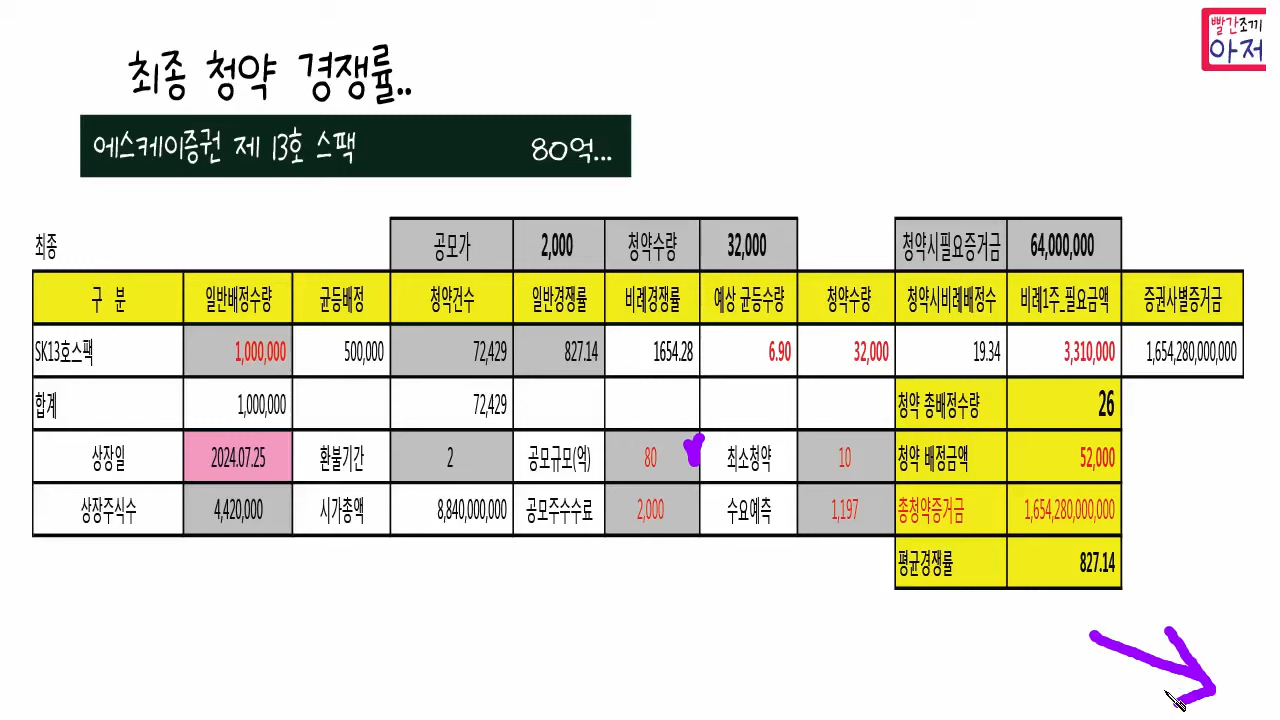 빨간조끼
아저
최종 청약 경쟁률..
에스케이증권 제 13호 스팩 80억...
최종 공모가 2,000 청약수량 32,000 청약시필요증거금 64,000,000
구 분 일반배정수량 균등배정 청약건수 일반경쟁률 비례경쟁률 예상 균등수량 청약수량 청약시비례배정수 비례1주_필요금액 증권사별증거금
SK13호스팩 1,000,000 500,000 72,429 827.14 1654.28 6.90 32,000 19.34 3,310,000 1,654,280,000,000
합계 1,000,000 72,429 청약 총배정수량 26
상장일 2024.07.25 환불기간 2 공모규모(억) 80 최소청약 10 청약 배정금액 52,000
상장주식수 4,420,000 시가총액 8,840,000,000 공모주수수료 2,000 수요예측 1,197 총청약증거금 1,654,280,000,000
평균경쟁률 827.14